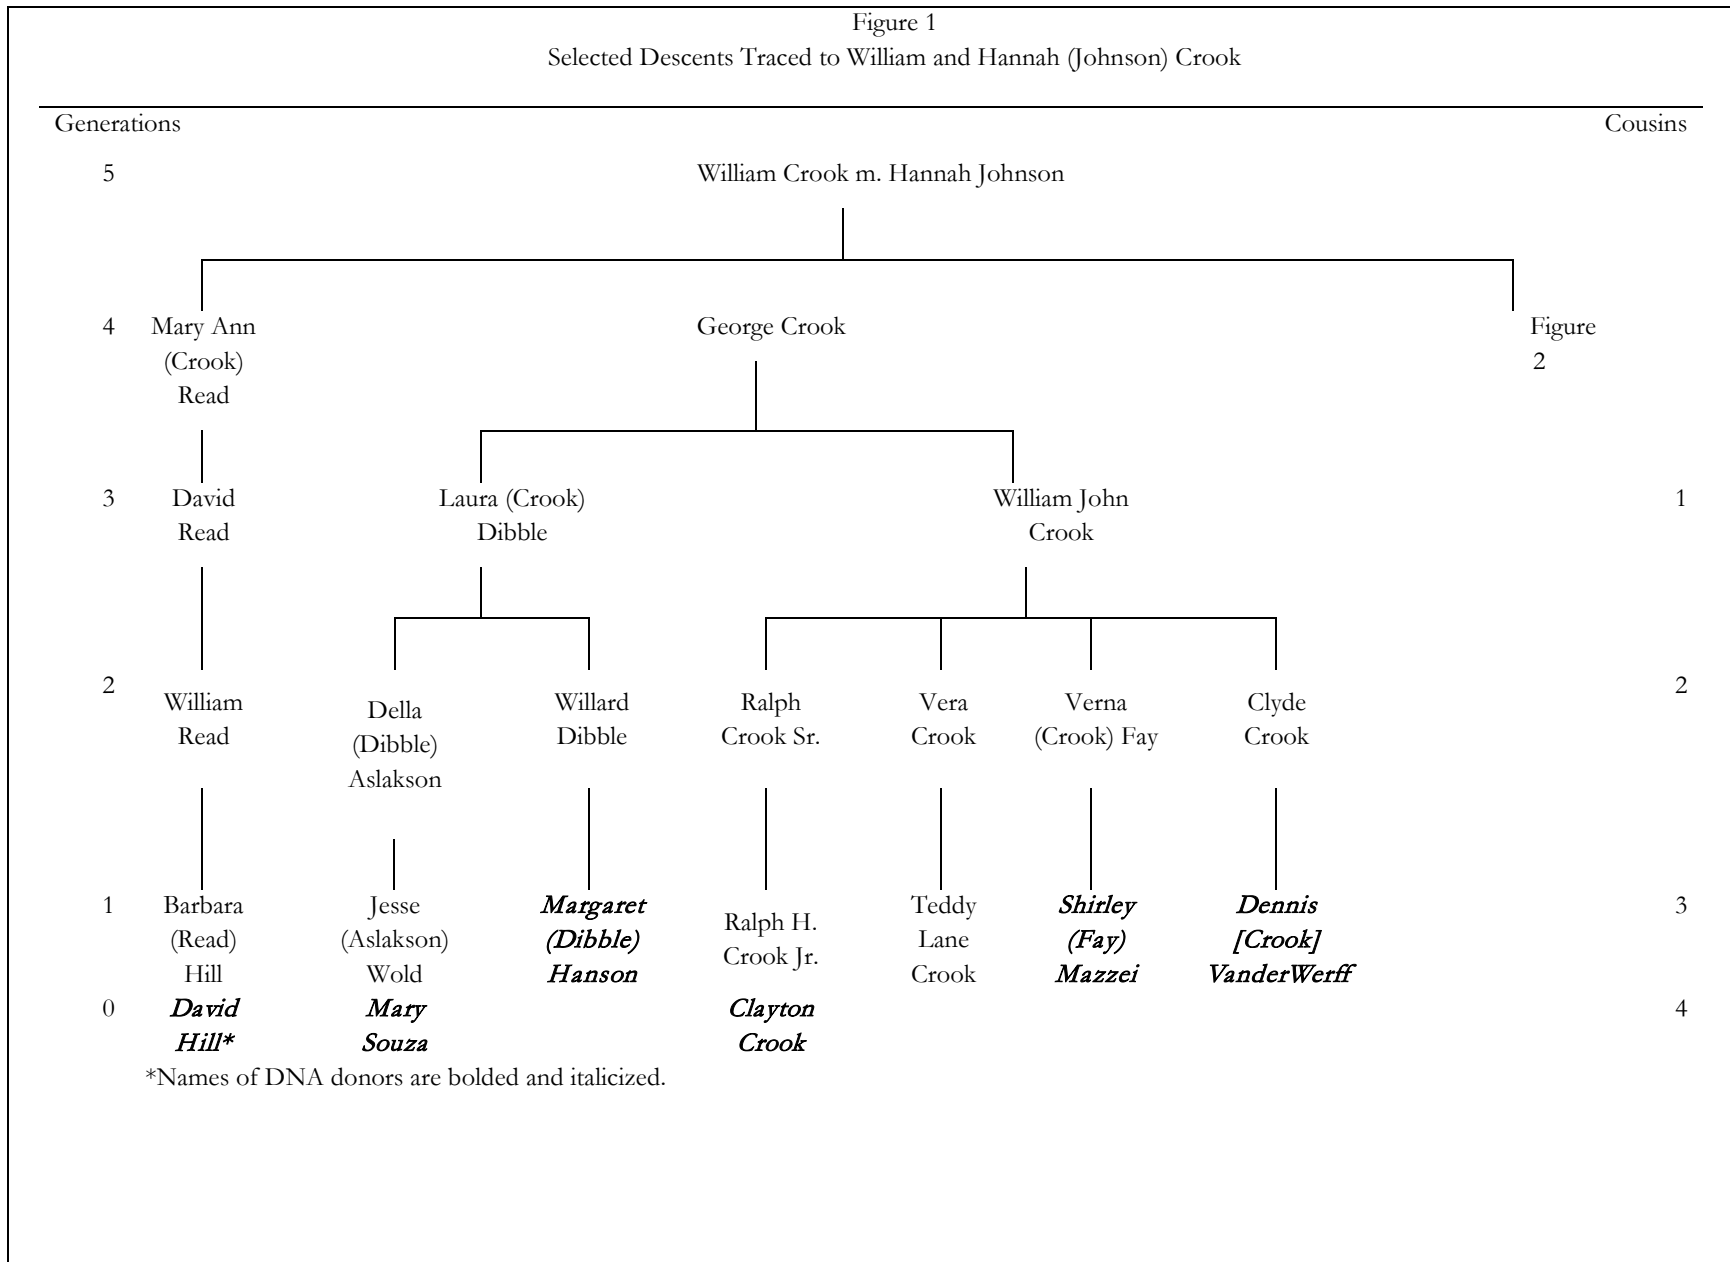 Figure 1
Selected Descents Traced to William and Hannah (Johnson) Crook
Generations Cousins
5 William Crook m. Hannah Johnson
4 Mary Ann George Crook Figure
(Crook) 2
Read
3 David Laura (Crook) William John 1
Read Dibble Crook
2 William Della Willard Ralph Vera Verna Clyde 2
Read (Dibble) Dibble Crook Sr. Crook (Crook) Fay Crook
Aslakson
1 Barbara Jesse Margaret Ralph H. Teddy Shirley Dennis 3
(Read) (Aslakson) (Dibble) Crook Jr. Lane (Fay) [Crook]
Hill Wold Hanson Crook Mazzei VanderWerff
0 David Mary Clayton 4
Hill* Souza Crook
*Names of DNA donors are bolded and italicized.